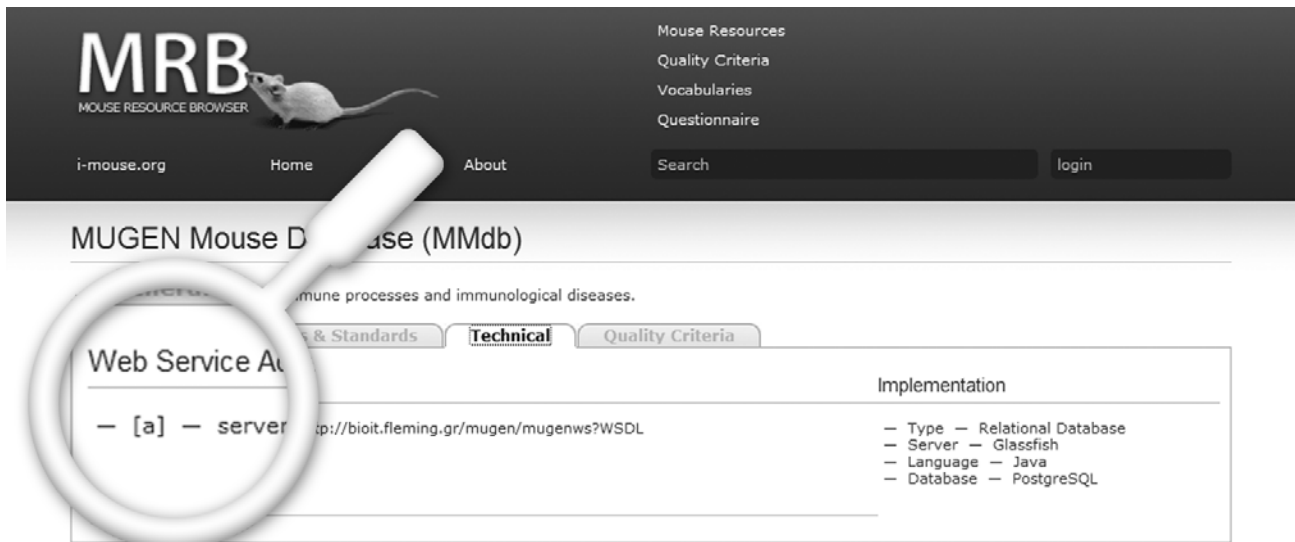 MRB
MOUSE RESOURCE BROWSER
Mouse Resources
Quality Criteria
Vocabularies
Questionnaire
i-mouse.org Home About Search login
MUGEN Mouse (MMdb)
processes and immunological diseases.
& Standards Technical Quality Criteria
Web Service
Implementation
— [a] — server tp://bioit.fleming.gr/mugen/mugenws?WSDL
— Type — Relational Database
— Server — Glassfish
— Language — Java
— Database — PostgreSQL